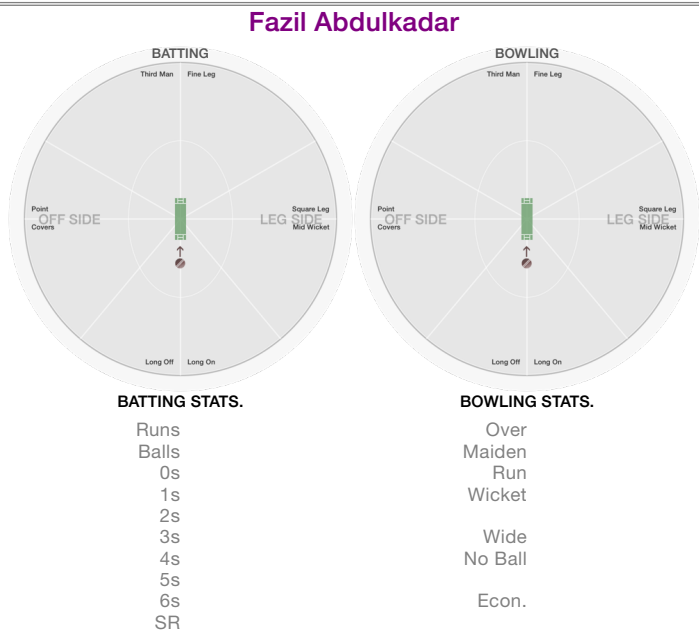 Fazil Abdulkadar
BATTING
Third Man Fine Leg
Point
OFF SIDE
Covers
Square Leg
LEG SIDE
Mid Wicket
Long Off Long On
BATTING STATS.
Runs
Balls
0s
1s
2s
3s
4s
5s
6s
SR
BOWLING
Third Man Fine Leg
Point
OFF SIDE
Covers
Square Leg
LEG SIDE
Mid Wicket
Long Off Long On
BOWLING STATS.
Over
Maiden
Run
Wicket
Wide
No Ball
Econ.